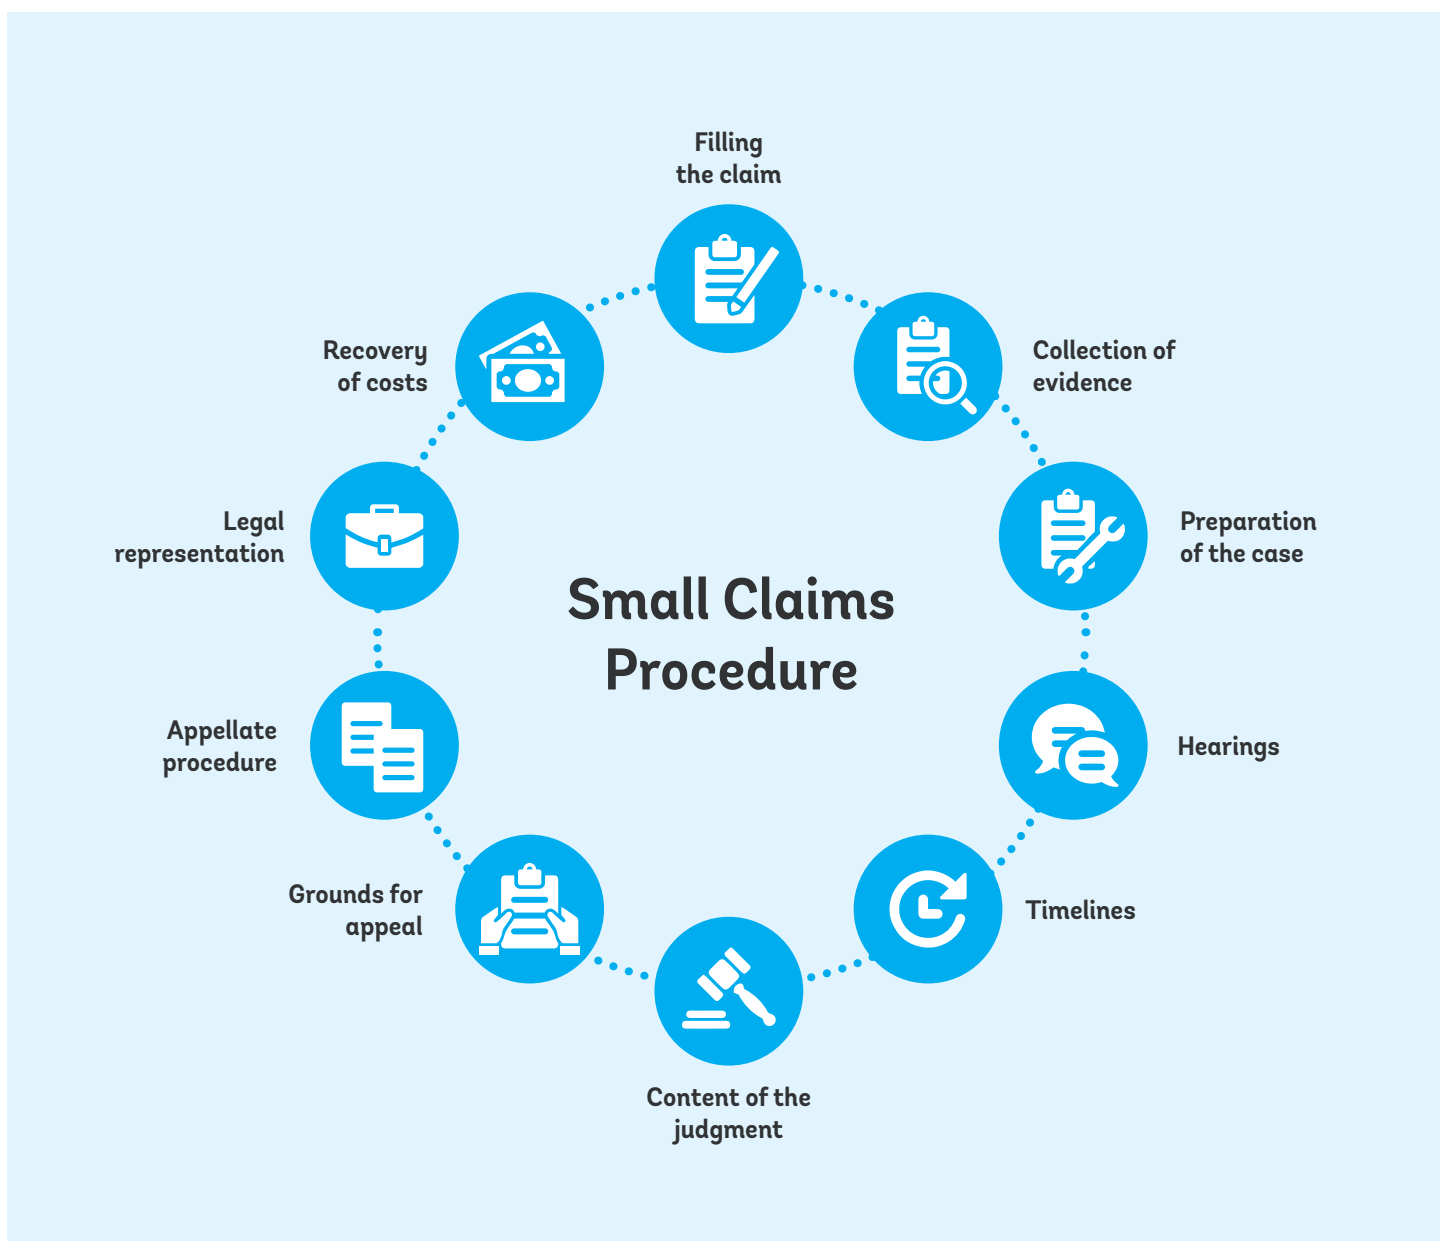 Filling
the claim
Collection of
evidence
Preparation
of the case
Hearings
Timelines
Content of the
judgment
Grounds for
appeal
Appellate
procedure
Legal
representation
Recovery
of costs
Small Claims
Procedure